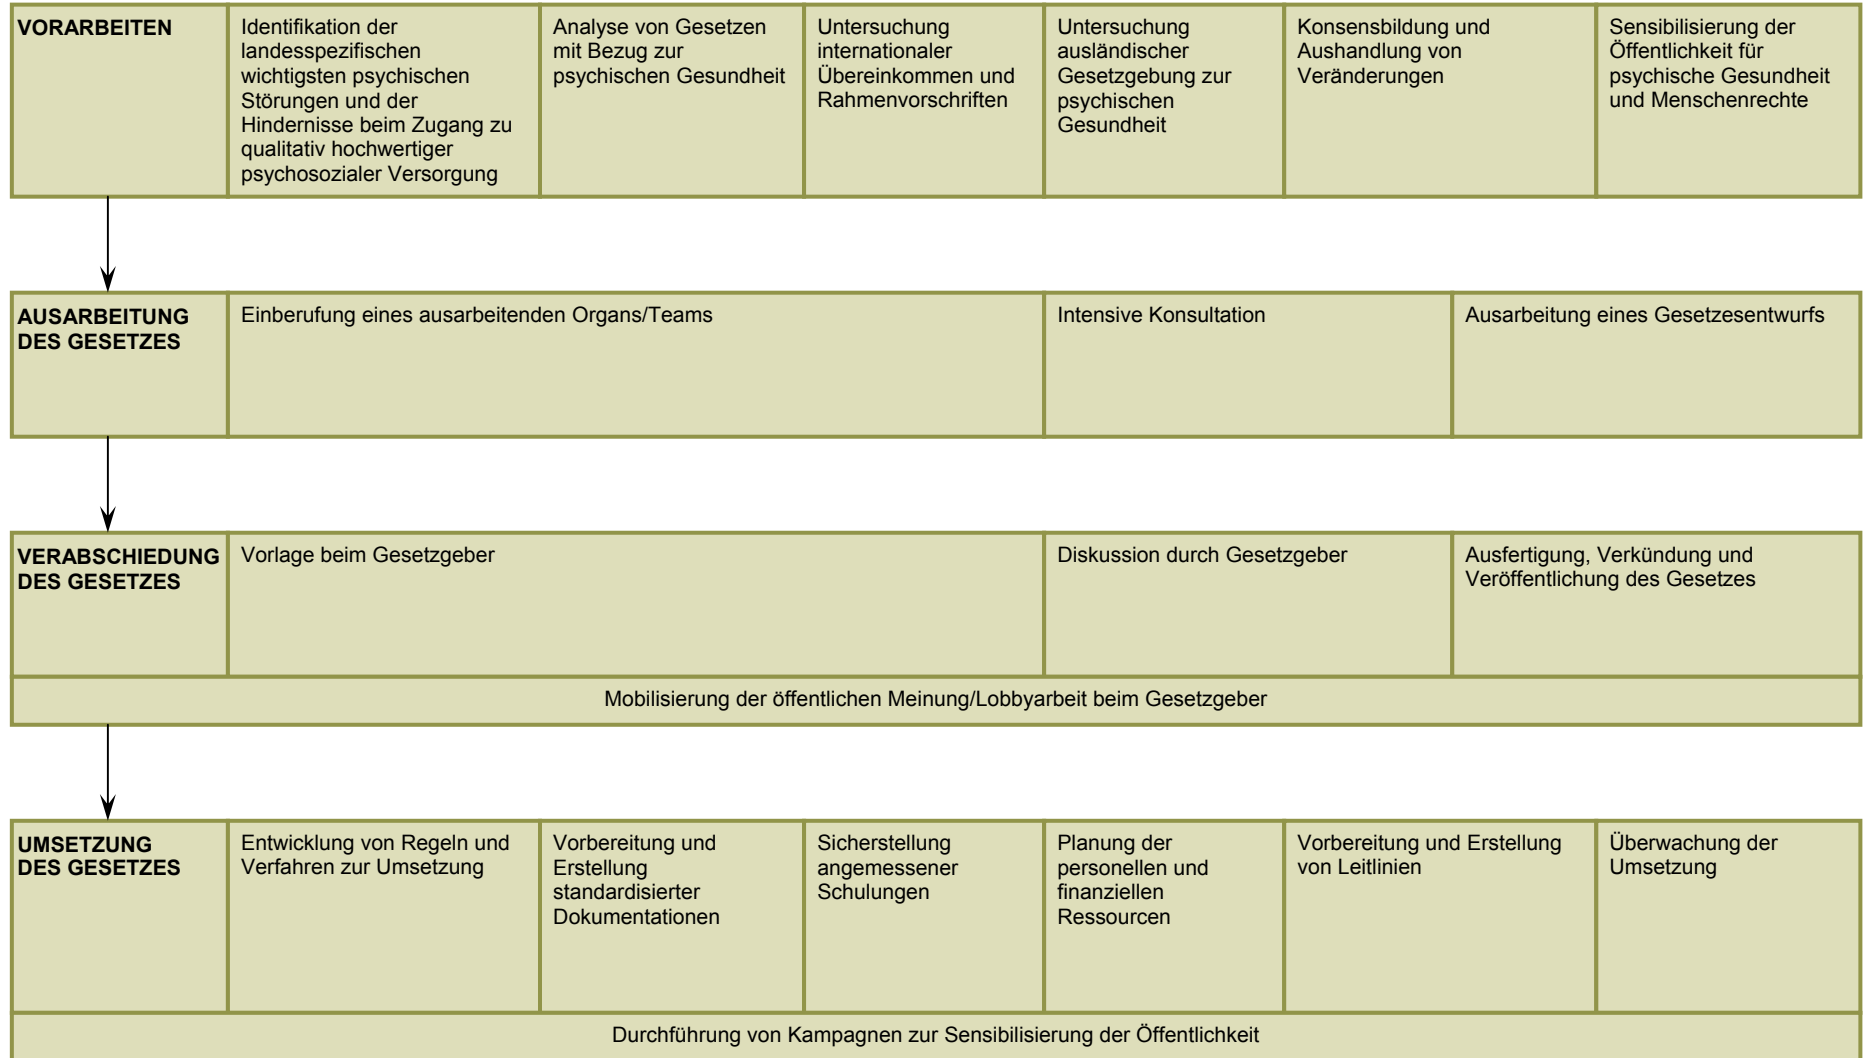 VORARBEITEN
Identifikation der
landesspezifischen
wichtigsten psychischen
Störungen und der
Hindernisse beim Zugang zu
qualitativ hochwertiger
psychosozialer Versorgung
Analyse von Gesetzen
mit Bezug zur
psychischen Gesundheit
Untersuchung
internationaler
Übereinkommen und
Rahmenvorschriften
Untersuchung
ausländischer
Gesetzgebung zur
psychischen
Gesundheit
Konsensbildung und
Aushandlung von
Veränderungen
Sensibilisierung der
Öffentlichkeit für
psychische Gesundheit
und Menschenrechte
AUSARBEITUNG
DES GESETZES
Einberufung eines ausarbeitenden Organs/Teams
Intensive Konsultation
Ausarbeitung eines Gesetzesentwurfs
VERABSCHIEDUNG
DES GESETZES
Vorlage beim Gesetzgeber
Diskussion durch Gesetzgeber
Ausfertigung, Verkündung und
Veröffentlichung des Gesetzes
Mobilisierung der öffentlichen Meinung/Lobbyarbeit beim Gesetzgeber
UMSETZUNG
DES GESETZES
Entwicklung von Regeln und
Verfahren zur Umsetzung
Vorbereitung und
Erstellung
standardisierter
Dokumentationen
Sicherstellung
angemessener
Schulungen
Planung der
personellen und
finanziellen
Ressourcen
Vorbereitung und Erstellung
von Leitlinien
Überwachung der
Umsetzung
Durchführung von Kampagnen zur Sensibilisierung der Öffentlichkeit